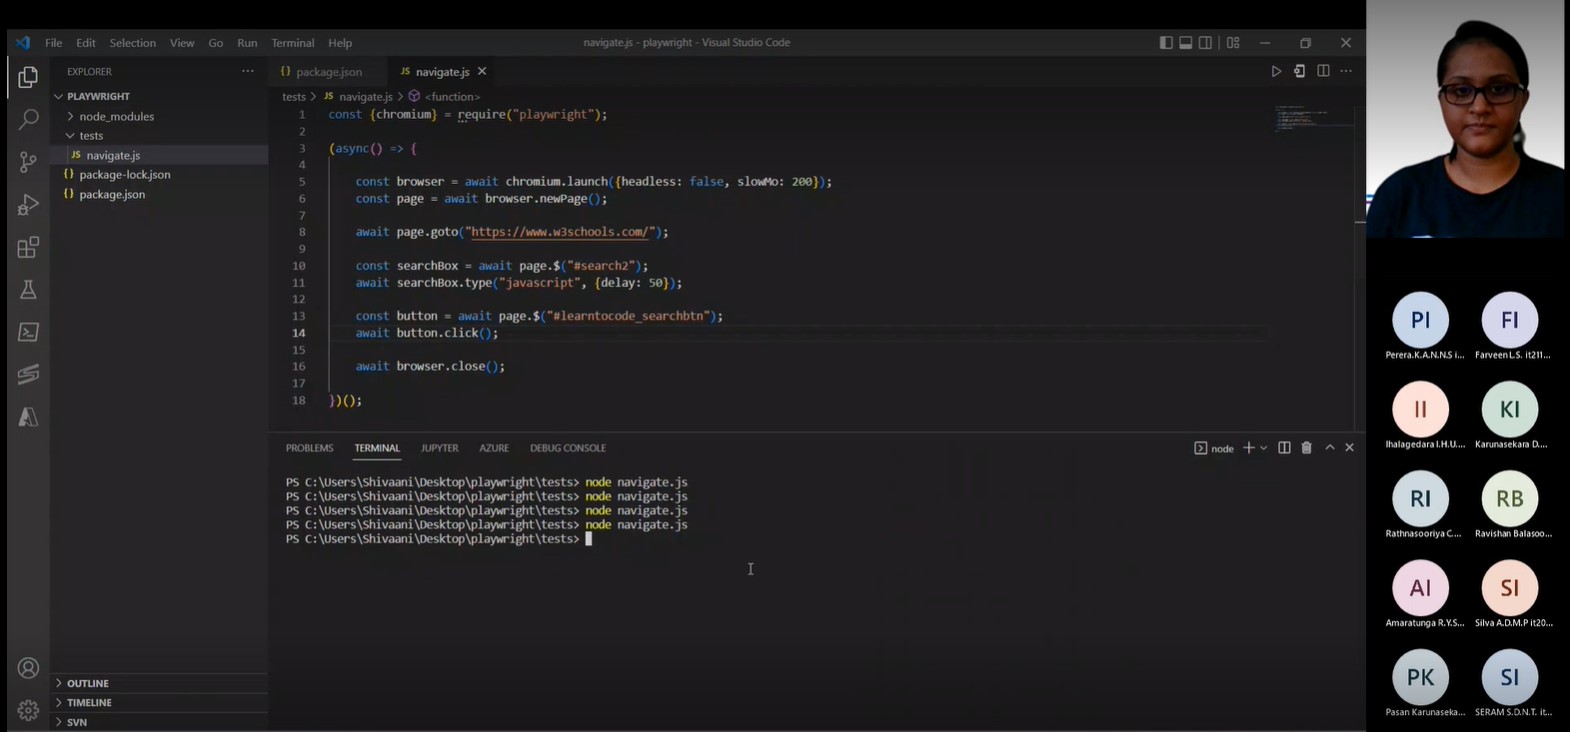 File Edit Selection View Go Run Terminal Help
navigate.js - playwright - Visual Studio Code
EXPLORER
PLAYWRIGHT
node_modules
tests
JS navigate.js
{} package-lock.json
{} package.json
OUTLINE
TIMELINE
SVN
{} package.json
JS navigate.js
tests > JS navigate.js > <function>
1 const {chromium} = require("playwright");
2
3 (async() => {
4
5 const browser = await chromium.launch({headless: false, slowMo: 200});
6 const page = await browser.newPage();
7
8 await page.goto("https://www.w3schools.com/");
9
10 const searchBox = await page.$("#search2");
11 await searchBox.type("javascript", {delay: 50});
12
13 const button = await page.$("#learntocode_searchbtn");
14 await button.click();
15
16 await browser.close();
17
18 })();
PROBLEMS TERMINAL JUPYTER AZURE DEBUG CONSOLE
node
PS C:\Users\Shivaani\Desktop\playwright\tests> node navigate.js
PS C:\Users\Shivaani\Desktop\playwright\tests> node navigate.js
PS C:\Users\Shivaani\Desktop\playwright\tests> node navigate.js
PS C:\Users\Shivaani\Desktop\playwright\tests> node navigate.js
PS C:\Users\Shivaani\Desktop\playwright\tests>
PI
Perera.K.A.N.N.S i...
FI
Farveen L.S. it211...
II
Ihalagedara I.H.U....
KI
Karunasekara D....
RI
Rathnasooriya C....
RB
Ravishan Balasoo...
AI
Amaratunga R.Y.S...
SI
Silva A.D.M.P it20...
PK
Pasan Karunaseka...
SI
SERAM S.D.N.T. it...